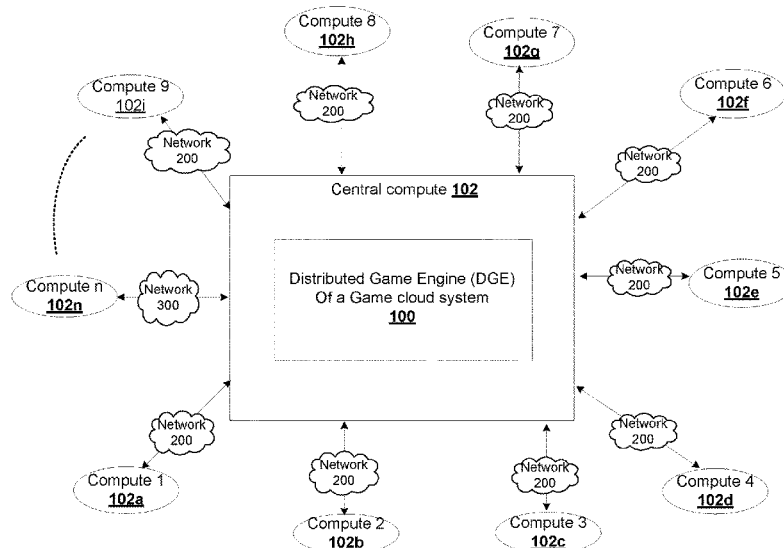 Compute 8
102h
Compute 7
102g
Compute 9
102i
Compute 6
102f
Network
200
Network
200
Network
200
Network
200
Central compute 102
Distributed Game Engine (DGE)
Of a Game cloud system
100
Compute n
102n
Network
300
Network
200
Compute 5
102e
Network
200
Network
200
Compute 1
102a
Network
200
Network
200
Compute 4
102d
Compute 2
102b
Compute 3
102c